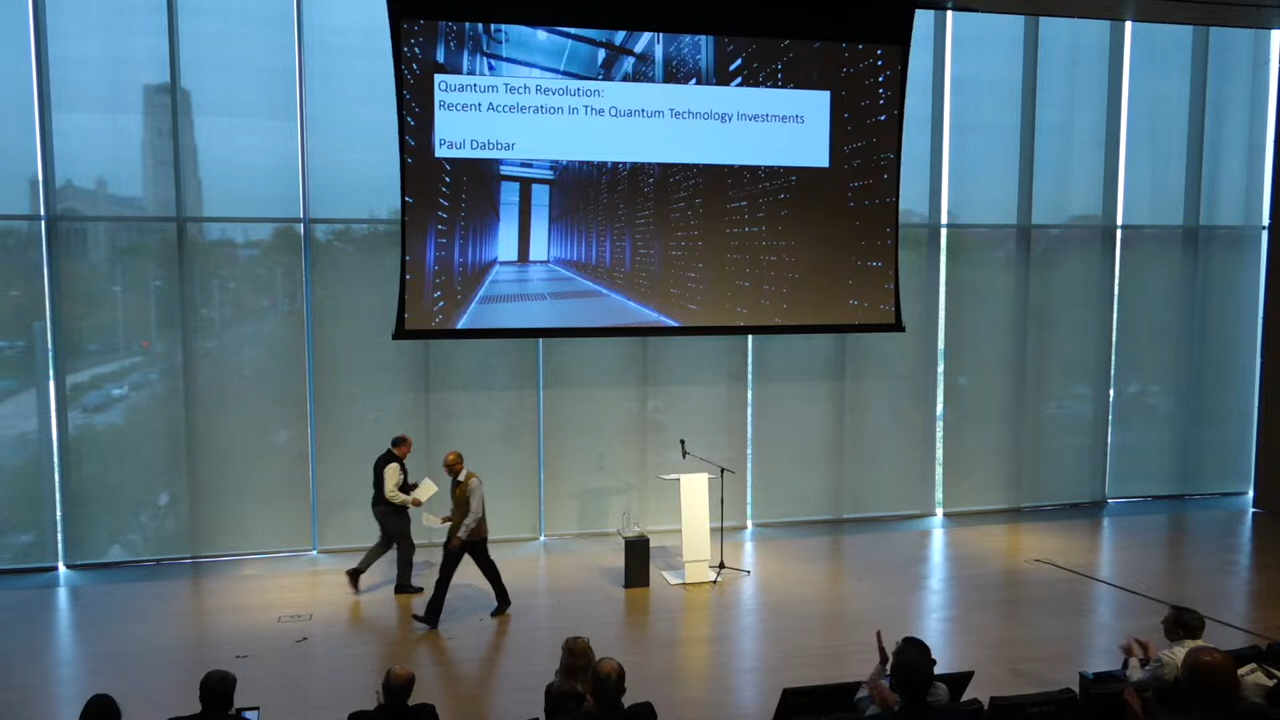 Quantum Tech Revolution:
Recent Acceleration In The Quantum Technology Investments
Paul Dabbar